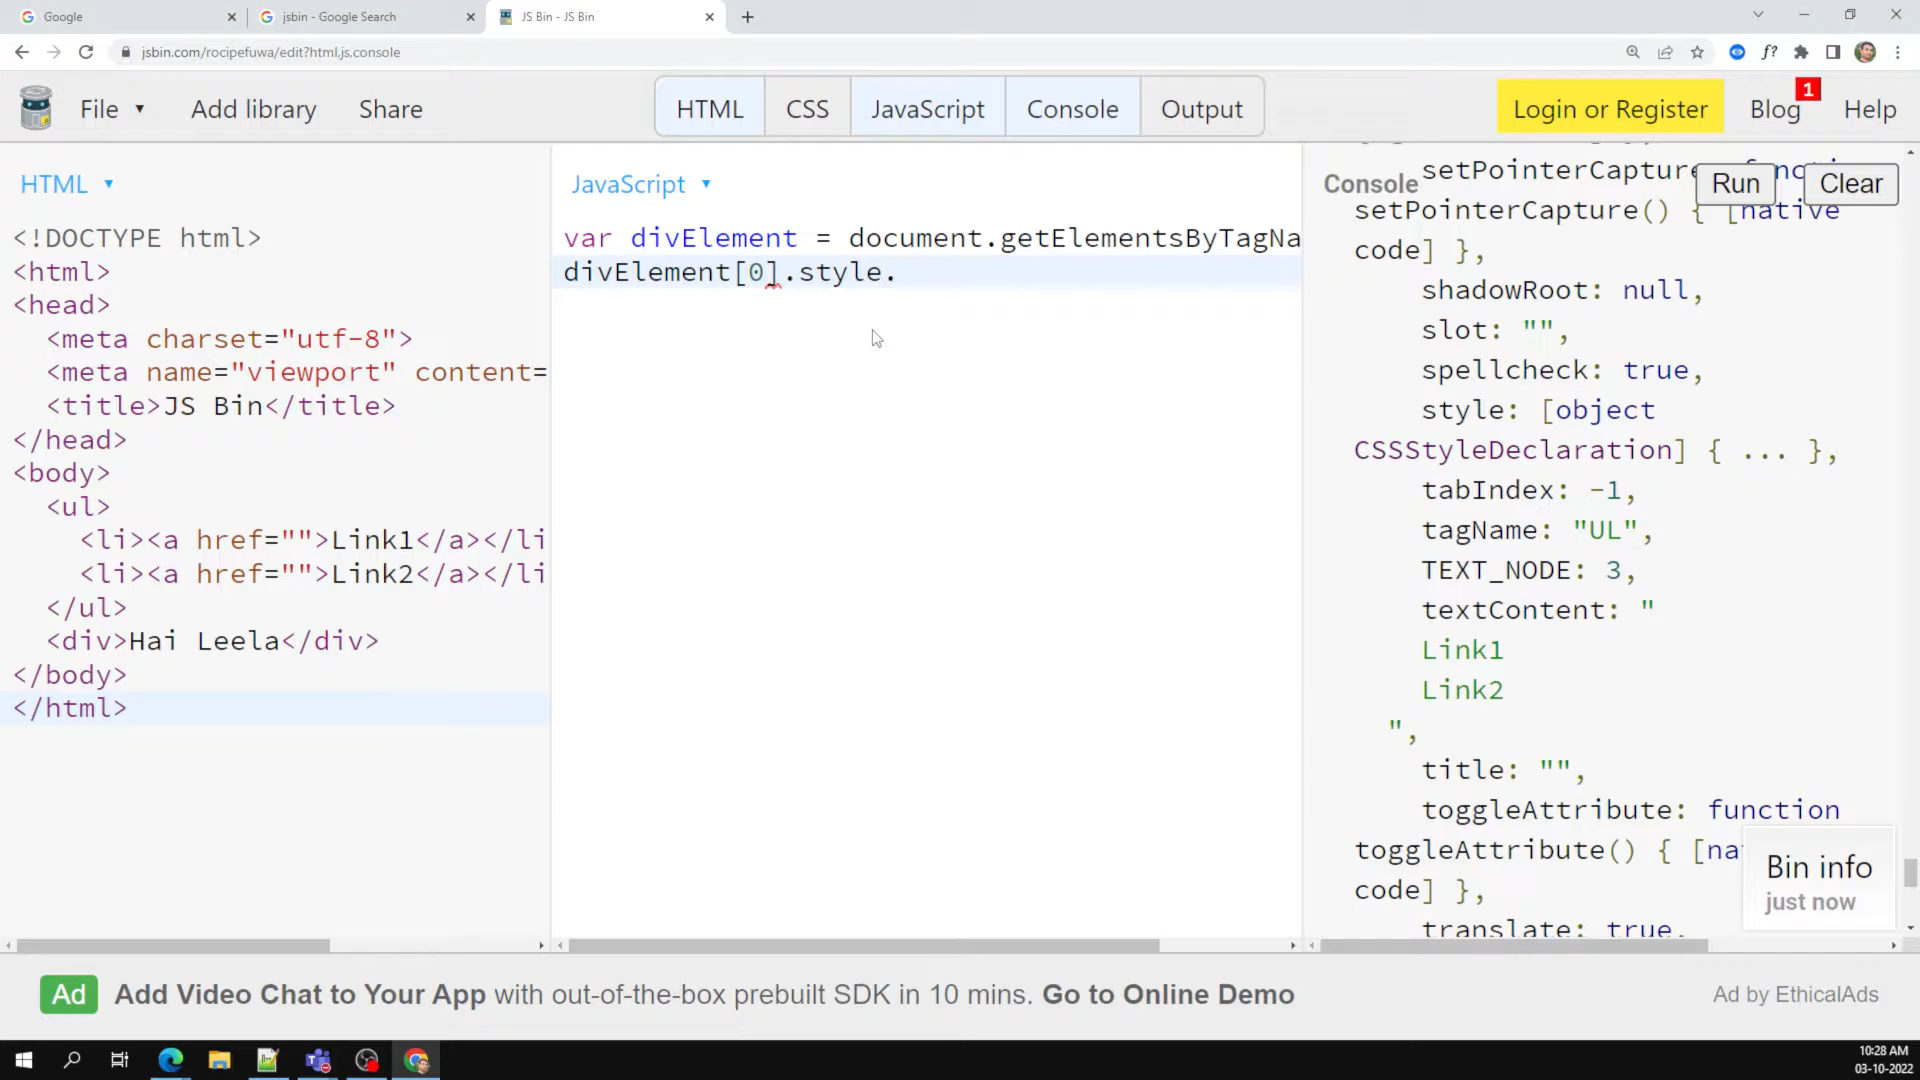 Google
jsbin - Google Search
JS Bin - JS Bin
jsbin.com/rocipefuwa/edit?html,js,console
File
Add library
Share
HTML
CSS
JavaScript
Console
Output
Login or Register
Blog
1
Help
HTML
<!DOCTYPE html>
<html>
<head>
<meta charset="utf-8">
<meta name="viewport" content=
<title>JS Bin</title>
</head>
<body>
<ul>
<li><a href="">Link1</a></li
<li><a href="">Link2</a></li
</ul>
<div>Hai Leela</div>
</body>
</html>
JavaScript
var divElement = document.getElementsByTagNa
divElement[0].style.
Console
Run
Clear
setPointerCapture
setPointerCapture() { [native
code] },
shadowRoot: null,
slot: "",
spellcheck: true,
style: [object
CSSStyleDeclaration] { ... },
tabIndex: -1,
tagName: "UL",
TEXT_NODE: 3,
textContent: "
Link1
Link2
",
title: "",
toggleAttribute: function
toggleAttribute() { [na
code] },
translate: true,
Bin info
just now
Ad
Add Video Chat to Your App with out-of-the-box prebuilt SDK in 10 mins. Go to Online Demo
Ad by EthicalAds
10:28 AM
03-10-2022